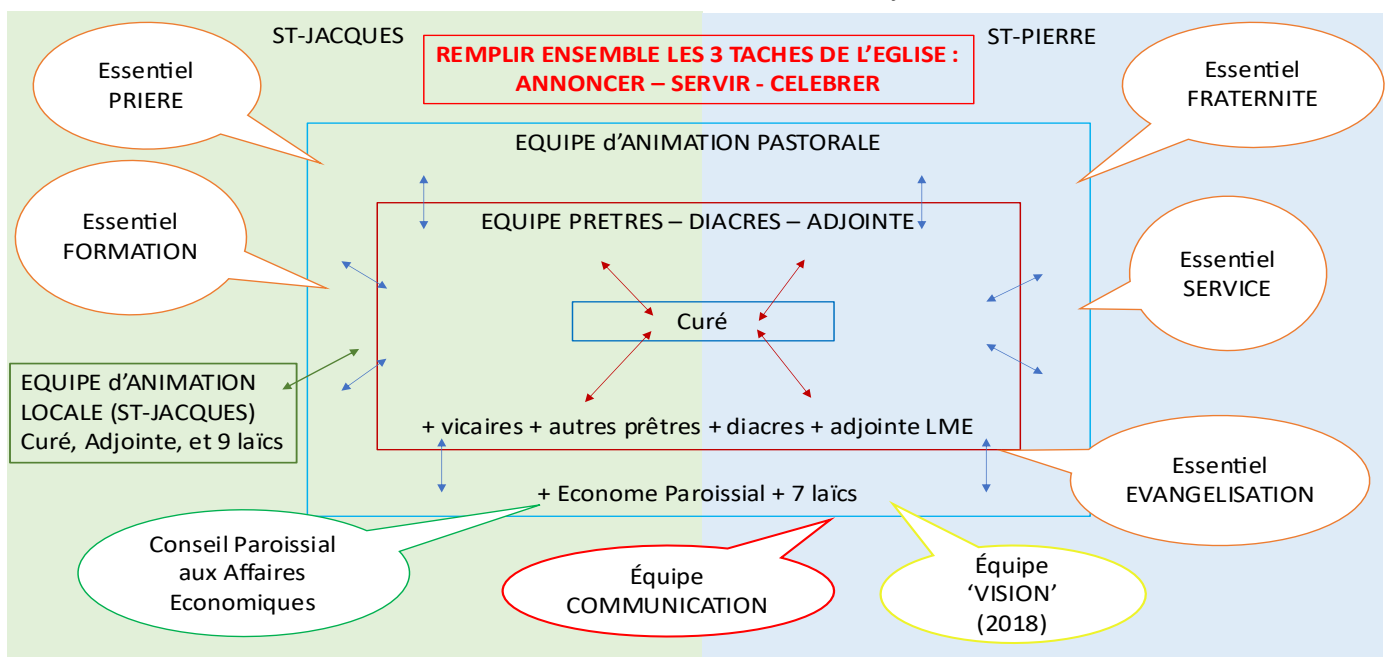 ST-JACQUES
ST-PIERRE
REMPLIR ENSEMBLE LES 3 TACHES DE L’EGLISE :
ANNONCER – SERVIR - CELEBRER
Essentiel
PRIERE
Essentiel
FRATERNITE
EQUIPE d’ANIMATION PASTORALE
Essentiel
FORMATION
EQUIPE PRETRES – DIACRES – ADJOINTE
Essentiel
SERVICE
Curé
EQUIPE d’ANIMATION
LOCALE (ST-JACQUES)
Curé, Adjointe, et 9 laïcs
+ vicaires + autres prêtres + diacres + adjointe LME
Essentiel
EVANGELISATION
+ Econome Paroissial + 7 laïcs
Conseil Paroissial
aux Affaires
Economiques
Équipe
COMMUNICATION
Équipe
‘VISION’
(2018)